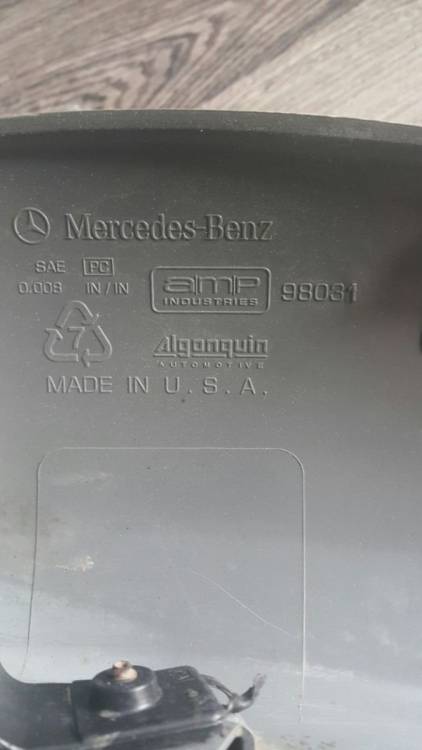 Mercedes-Benz
SAE PC
0.008 IN/IN
amp
INDUSTRIES
98031
7
Algonquin
AUTOMOTIVE
MADE IN U.S.A.